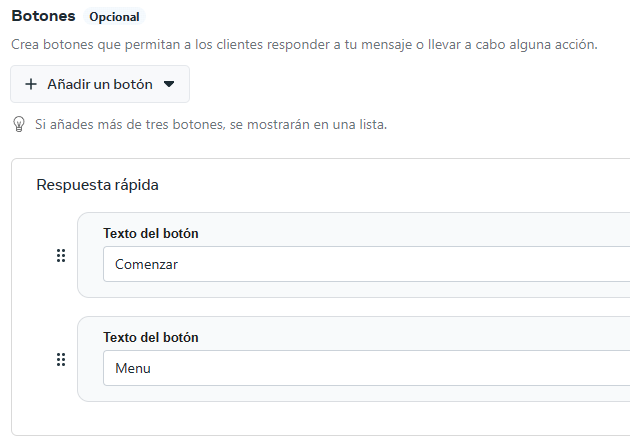 Botones Opcional
Crea botones que permitan a los clientes responder a tu mensaje o llevar a cabo alguna acción.
+ Añadir un botón
Si añades más de tres botones, se mostrarán en una lista.
Respuesta rápida
Texto del botón
Comenzar
Texto del botón
Menu